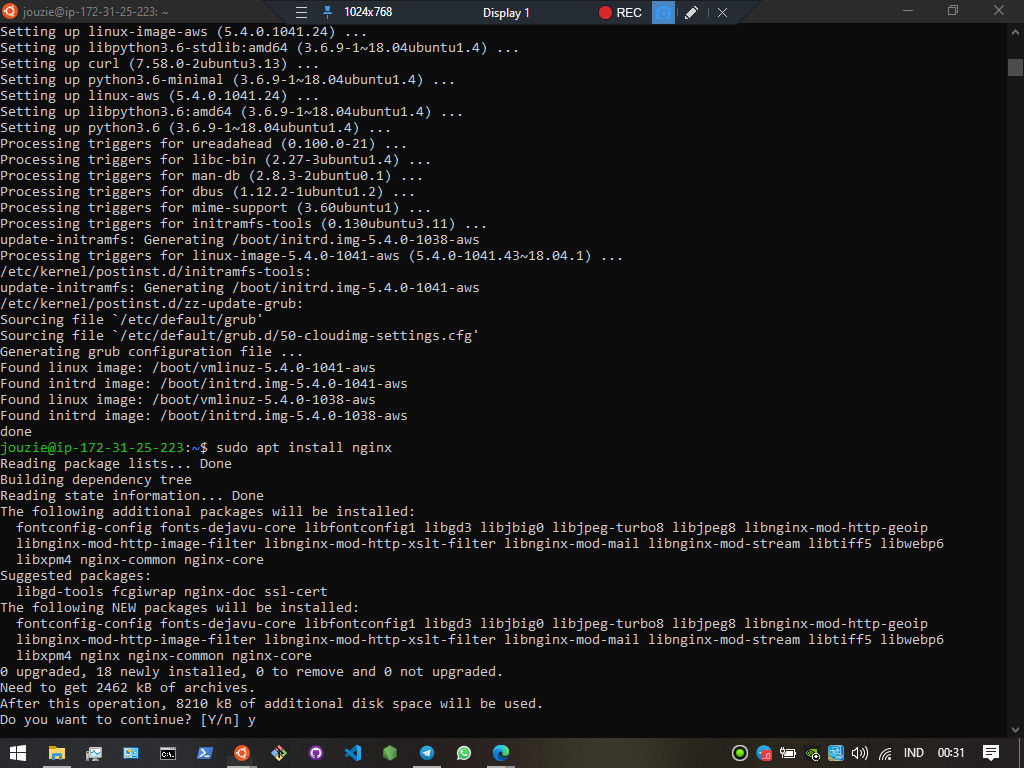 jouzie@ip-172-31-25-223: ~
1024x768
Display 1
REC
Setting up linux-image-aws (5.4.0.1041.24) ...
Setting up libpython3.6-stdlib:amd64 (3.6.9-1~18.04ubuntu1.4) ...
Setting up curl (7.58.0-2ubuntu3.13) ...
Setting up python3.6-minimal (3.6.9-1~18.04ubuntu1.4) ...
Setting up linux-aws (5.4.0.1041.24) ...
Setting up libpython3.6:amd64 (3.6.9-1~18.04ubuntu1.4) ...
Setting up python3.6 (3.6.9-1~18.04ubuntu1.4) ...
Processing triggers for ureadahead (0.100.0-21) ...
Processing triggers for libc-bin (2.27-3ubuntu1.4) ...
Processing triggers for man-db (2.8.3-2ubuntu0.1) ...
Processing triggers for dbus (1.12.2-1ubuntu1.2) ...
Processing triggers for mime-support (3.60ubuntu1) ...
Processing triggers for initramfs-tools (0.130ubuntu3.11) ...
update-initramfs: Generating /boot/initrd.img-5.4.0-1038-aws
Processing triggers for linux-image-5.4.0-1041-aws (5.4.0-1041.43~18.04.1) ...
/etc/kernel/postinst.d/initramfs-tools:
update-initramfs: Generating /boot/initrd.img-5.4.0-1041-aws
/etc/kernel/postinst.d/zz-update-grub:
Sourcing file `/etc/default/grub'
Sourcing file `/etc/default/grub.d/50-cloudimg-settings.cfg'
Generating grub configuration file ...
Found linux image: /boot/vmlinuz-5.4.0-1041-aws
Found initrd image: /boot/initrd.img-5.4.0-1041-aws
Found linux image: /boot/vmlinuz-5.4.0-1038-aws
Found initrd image: /boot/initrd.img-5.4.0-1038-aws
done
jouzie@ip-172-31-25-223:~$ sudo apt install nginx
Reading package lists... Done
Building dependency tree
Reading state information... Done
The following additional packages will be installed:
  fontconfig-config fonts-dejavu-core libfontconfig1 libgd3 libjbig0 libjpeg-turbo8 libjpeg8 libnginx-mod-http-geoip
  libnginx-mod-http-image-filter libnginx-mod-http-xslt-filter libnginx-mod-mail libnginx-mod-stream libtiff5 libwebp6
  libxpm4 nginx-common nginx-core
Suggested packages:
  libgd-tools fcgiwrap nginx-doc ssl-cert
The following NEW packages will be installed:
  fontconfig-config fonts-dejavu-core libfontconfig1 libgd3 libjbig0 libjpeg-turbo8 libjpeg8 libnginx-mod-http-geoip
  libnginx-mod-http-image-filter libnginx-mod-http-xslt-filter libnginx-mod-mail libnginx-mod-stream libtiff5 libwebp6
  libxpm4 nginx nginx-common nginx-core
0 upgraded, 18 newly installed, 0 to remove and 0 not upgraded.
Need to get 2462 kB of archives.
After this operation, 8210 kB of additional disk space will be used.
Do you want to continue? [Y/n] y
IND
00:31